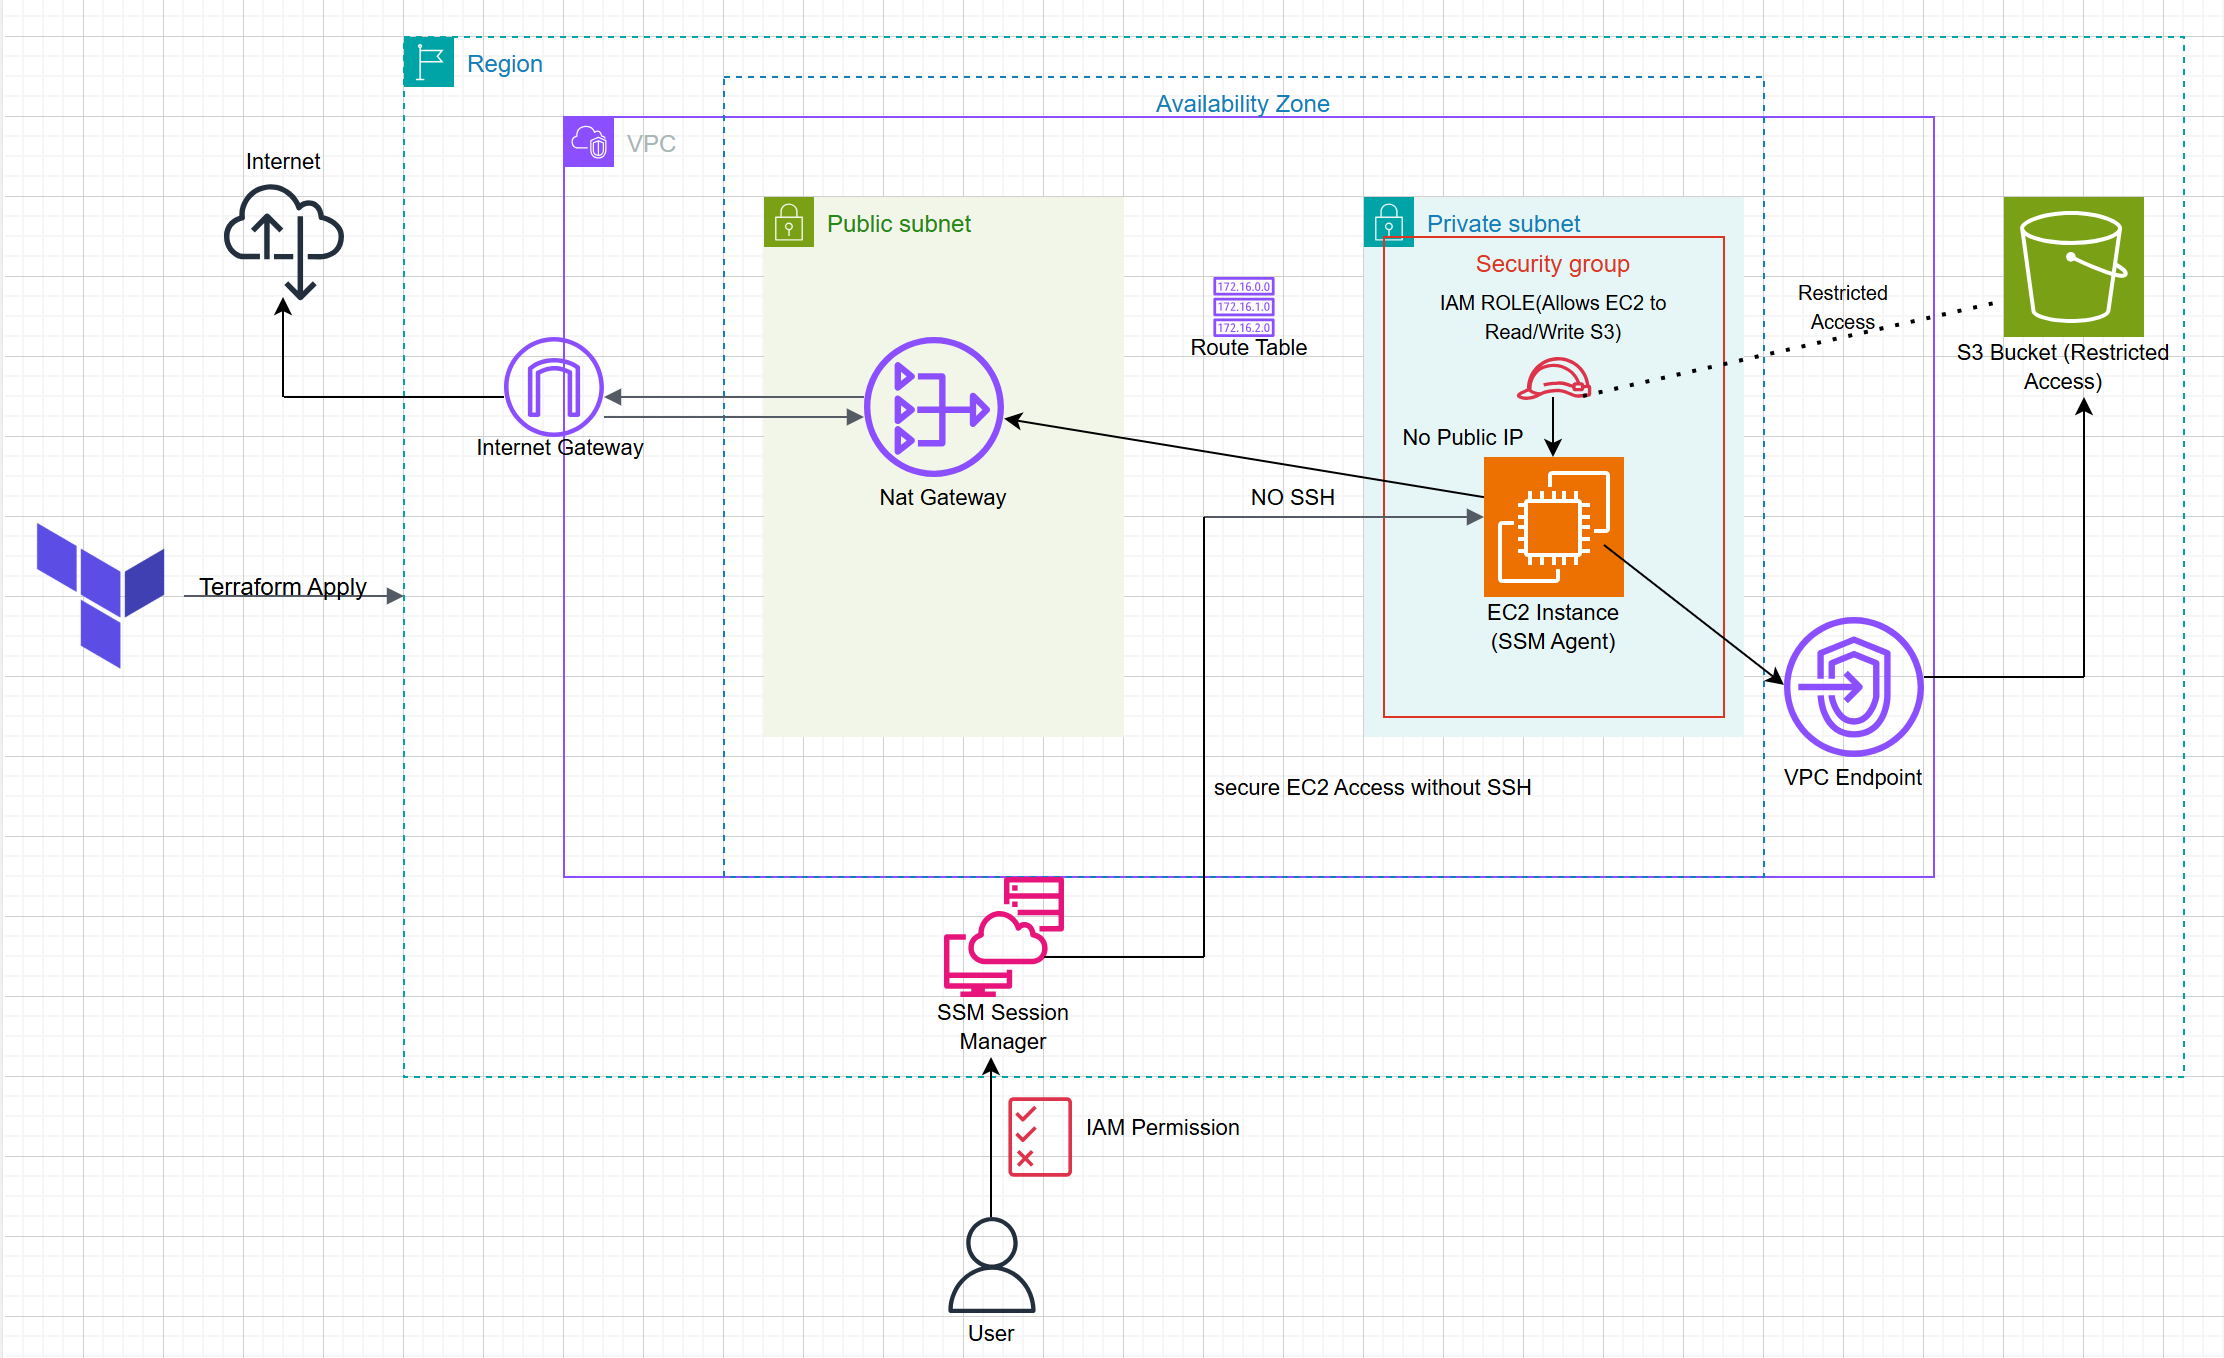 Region
Availability Zone
VPC
Internet
Public subnet
Private subnet
Security group
172.16.0.0
172.16.1.0
172.16.2.0
Route Table
IAM ROLE(Allows EC2 to
Read/Write S3)
Restricted
Access
S3 Bucket (Restricted
Access)
No Public IP
Internet Gateway
Nat Gateway
NO SSH
Terraform Apply
EC2 Instance
(SSM Agent)
VPC Endpoint
secure EC2 Access without SSH
SSM Session
Manager
IAM Permission
User